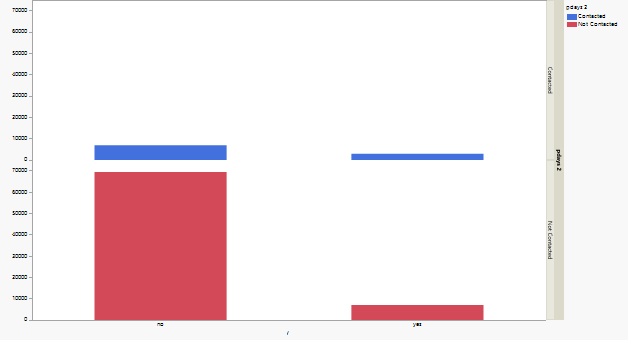 pdays 2
Contacted
Not Contacted
70000
60000
50000
40000
30000
20000
10000
0
Contacted
70000
60000
50000
40000
30000
20000
10000
0
Not Contacted
pdays 2
no
yes
y